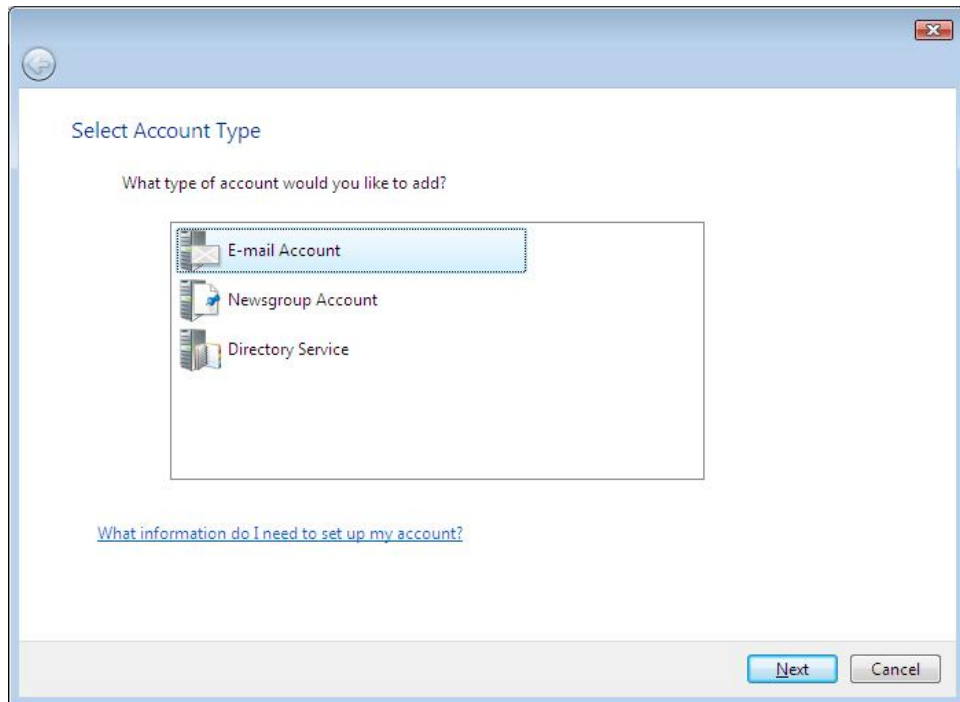 Select Account Type
What type of account would you like to add?
E-mail Account
Newsgroup Account
Directory Service
What information do I need to set up my account?
Next
Cancel